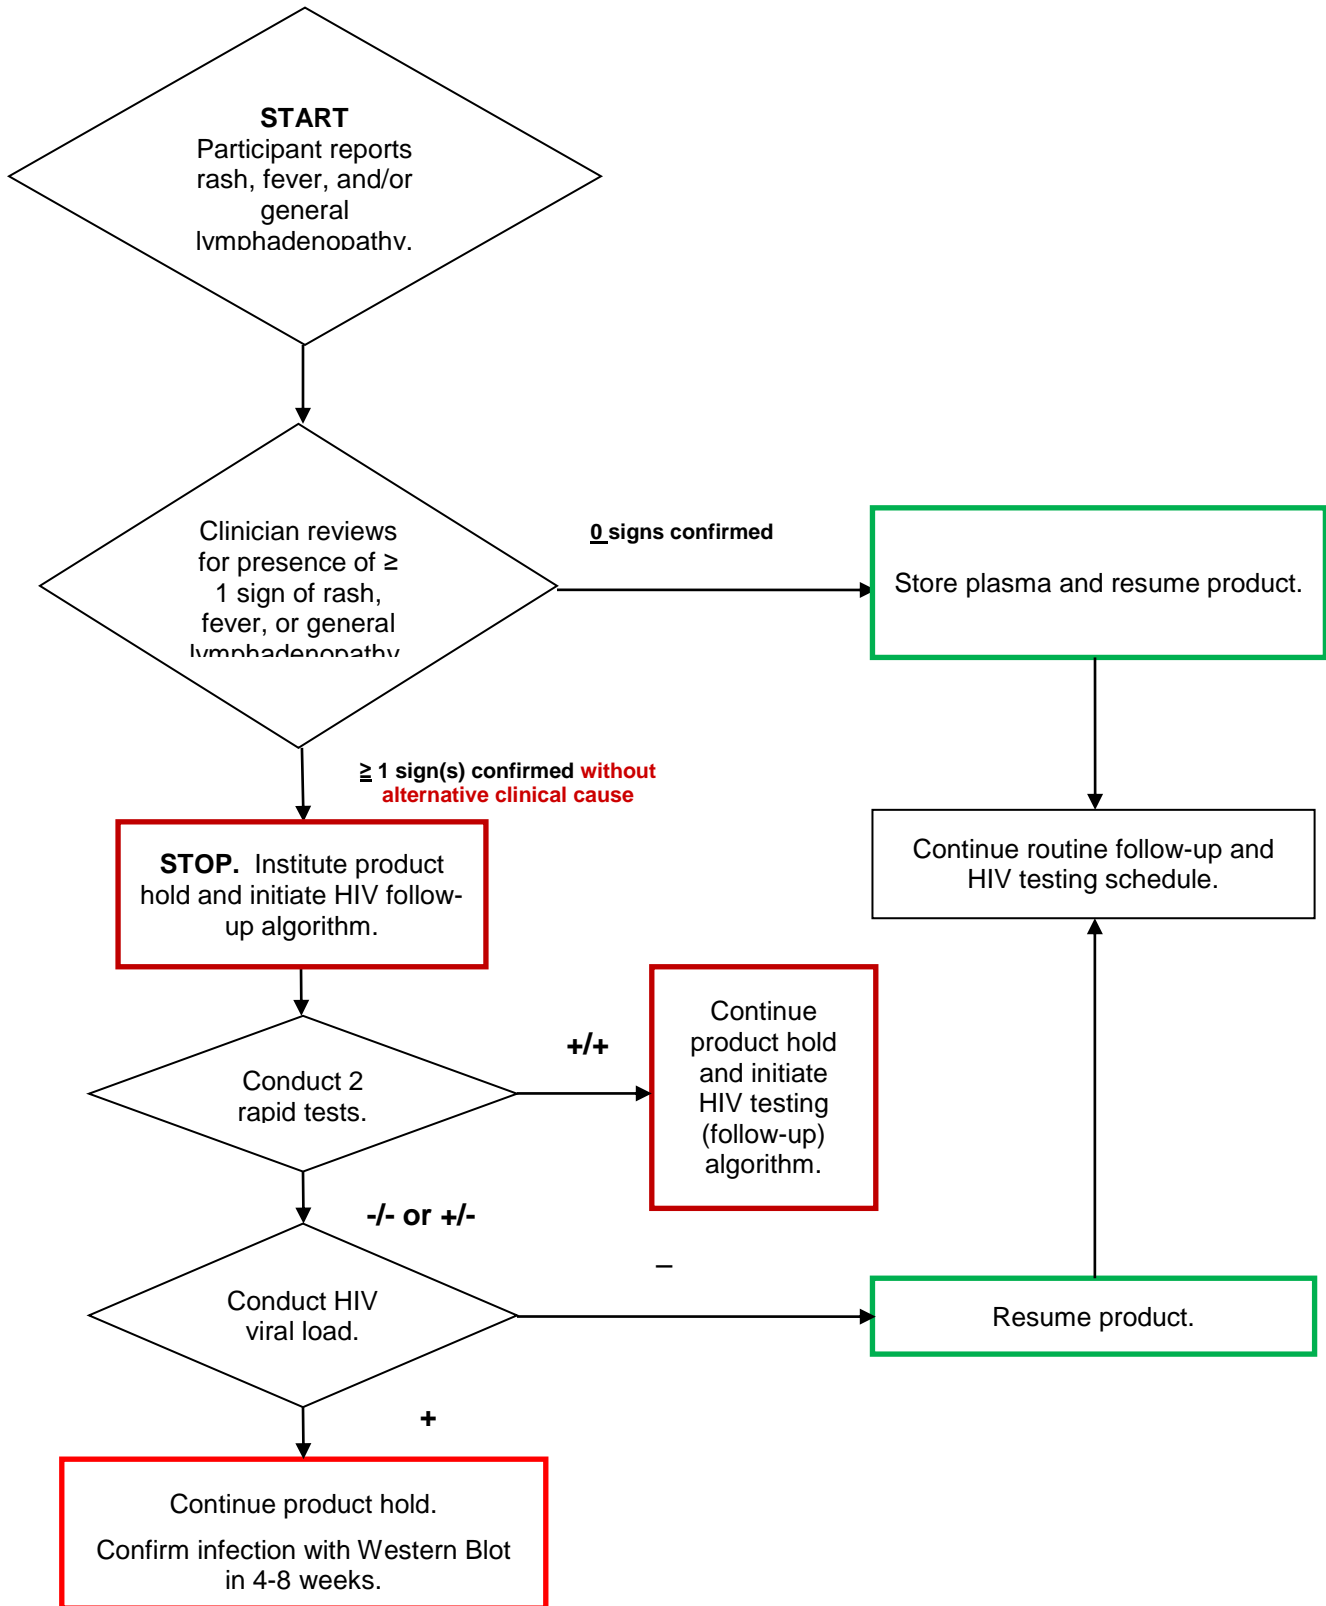 START
Participant reports
rash, fever, and/or
general
lymphadenopathy.
Clinician reviews
for presence of ≥
1 sign of rash,
fever, or general
lymphadenopathy
0 signs confirmed
Store plasma and resume product.
≥ 1 sign(s) confirmed without
alternative clinical cause
STOP. Institute product
hold and initiate HIV follow-
up algorithm.
Continue routine follow-up and
HIV testing schedule.
Conduct 2
rapid tests.
+/+
Continue
product hold
and initiate
HIV testing
(follow-up)
algorithm.
-/- or +/-
Conduct HIV
viral load.
–
Resume product.
+
Continue product hold.
Confirm infection with Western Blot
in 4-8 weeks.